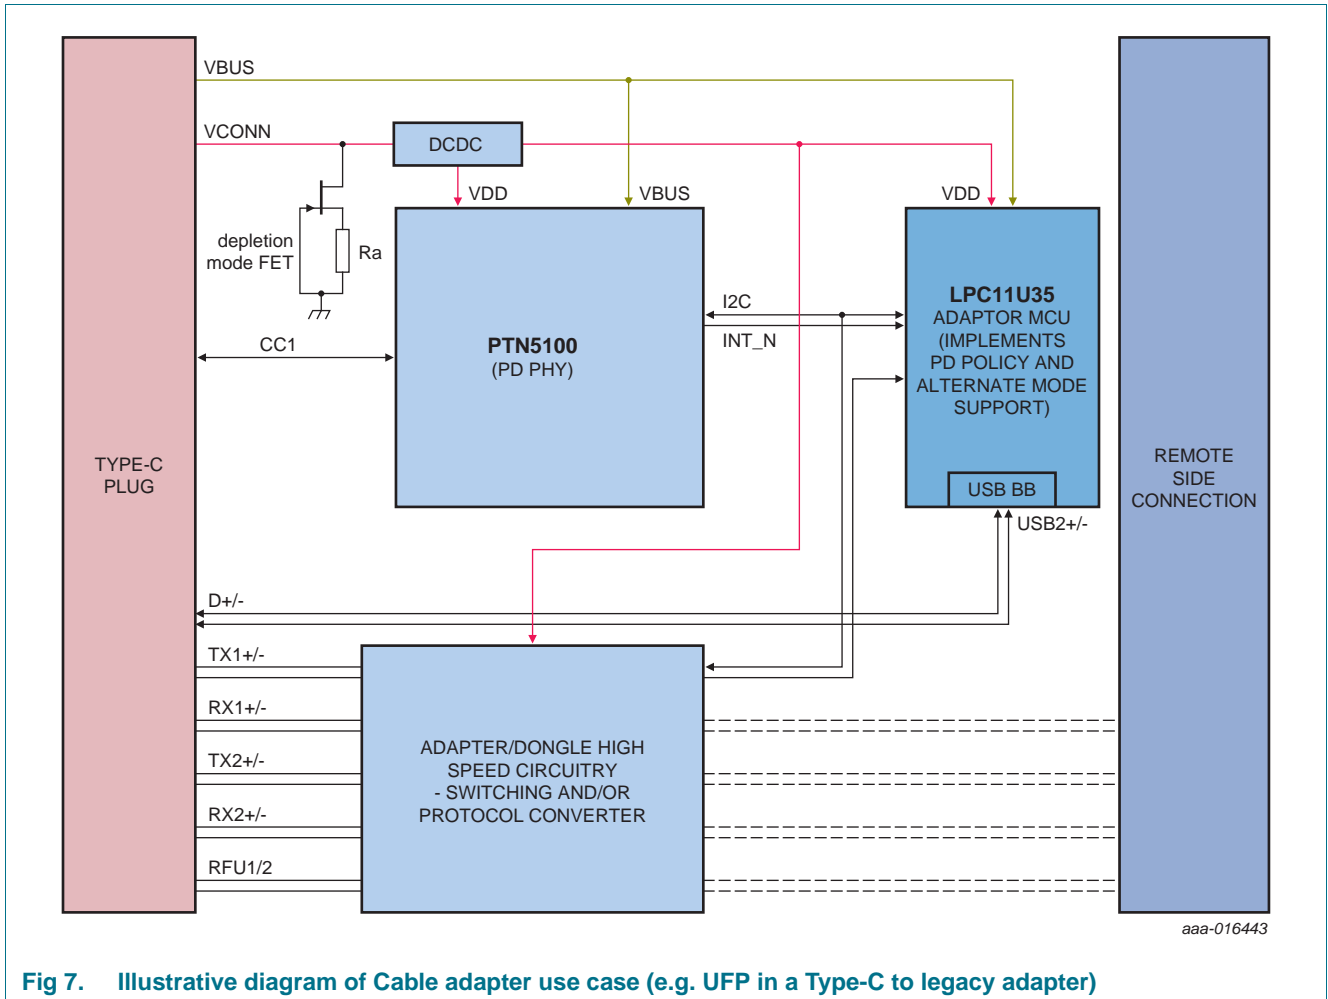 VBUS
VCONN
DCDC
VDD
VBUS
VDD
depletion
mode FET
Ra
I2C
INT_N
CC1
PTN5100
(PD PHY)
LPC11U35
ADAPTOR MCU
(IMPLEMENTS
PD POLICY AND
ALTERNATE MODE
SUPPORT)
USB BB
USB2+/-
TYPE-C
PLUG
REMOTE
SIDE
CONNECTION
D+/-
TX1+/-
RX1+/-
TX2+/-
RX2+/-
RFU1/2
ADAPTER/DONGLE HIGH
SPEED CIRCUITRY
- SWITCHING AND/OR
PROTOCOL CONVERTER
aaa-016443
Fig 7. Illustrative diagram of Cable adapter use case (e.g. UFP in a Type-C to legacy adapter)